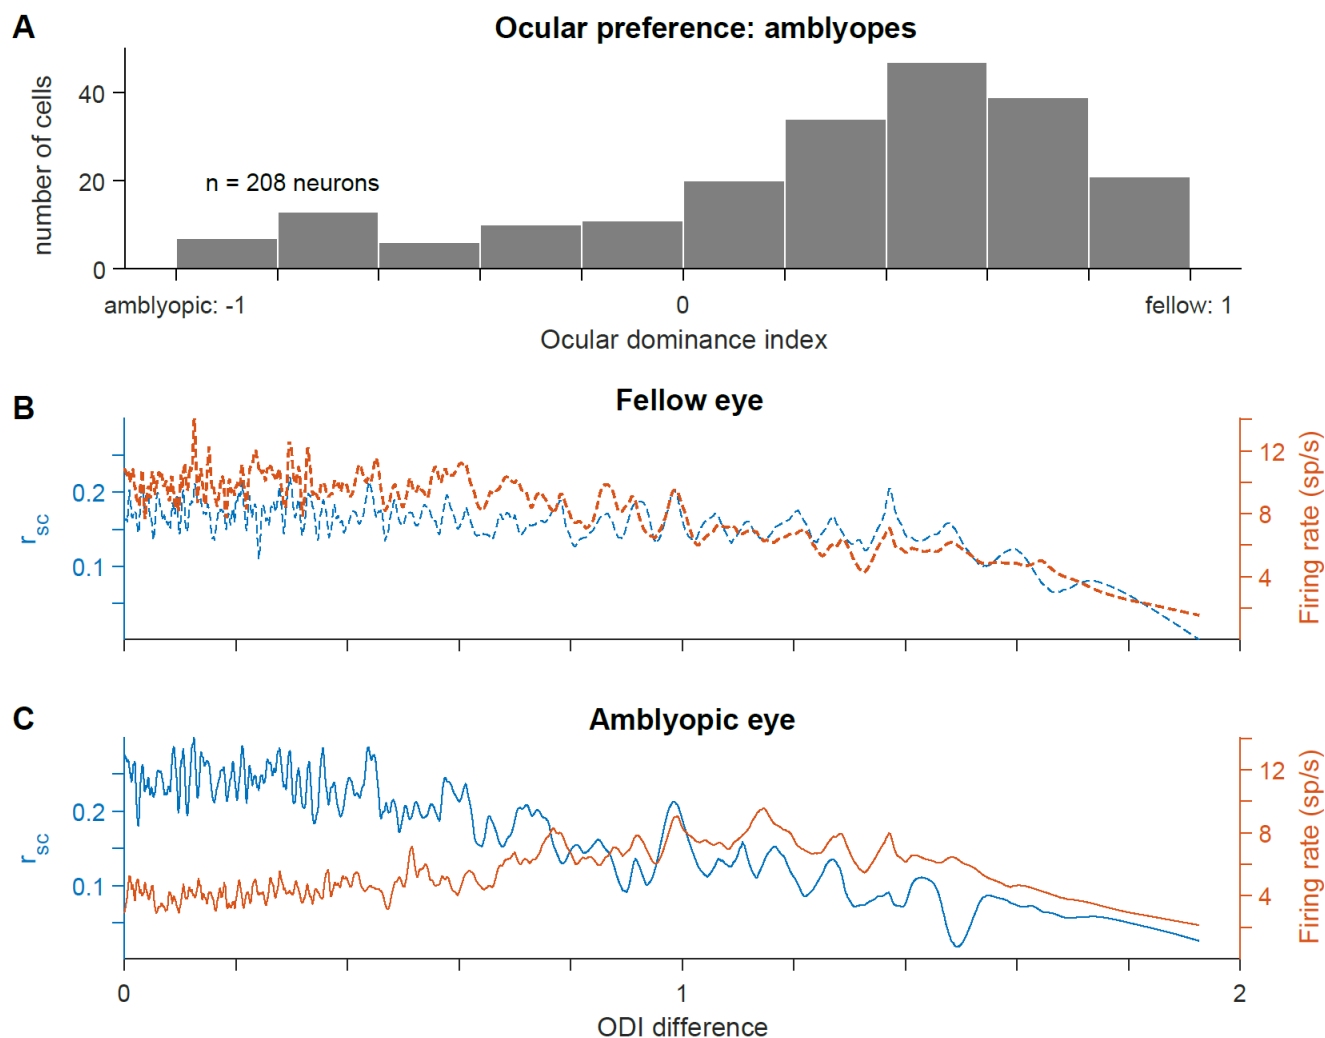 A
Ocular preference: amblyopes
number of cells
40
20
0
n = 208 neurons
amblyopic: -1
0
fellow: 1
Ocular dominance index
B
Fellow eye
rsc
0.2
0.1
12
8
4
Firing rate (sp/s)
C
Amblyopic eye
rsc
0.2
0.1
12
8
4
Firing rate (sp/s)
0
1
2
ODI difference